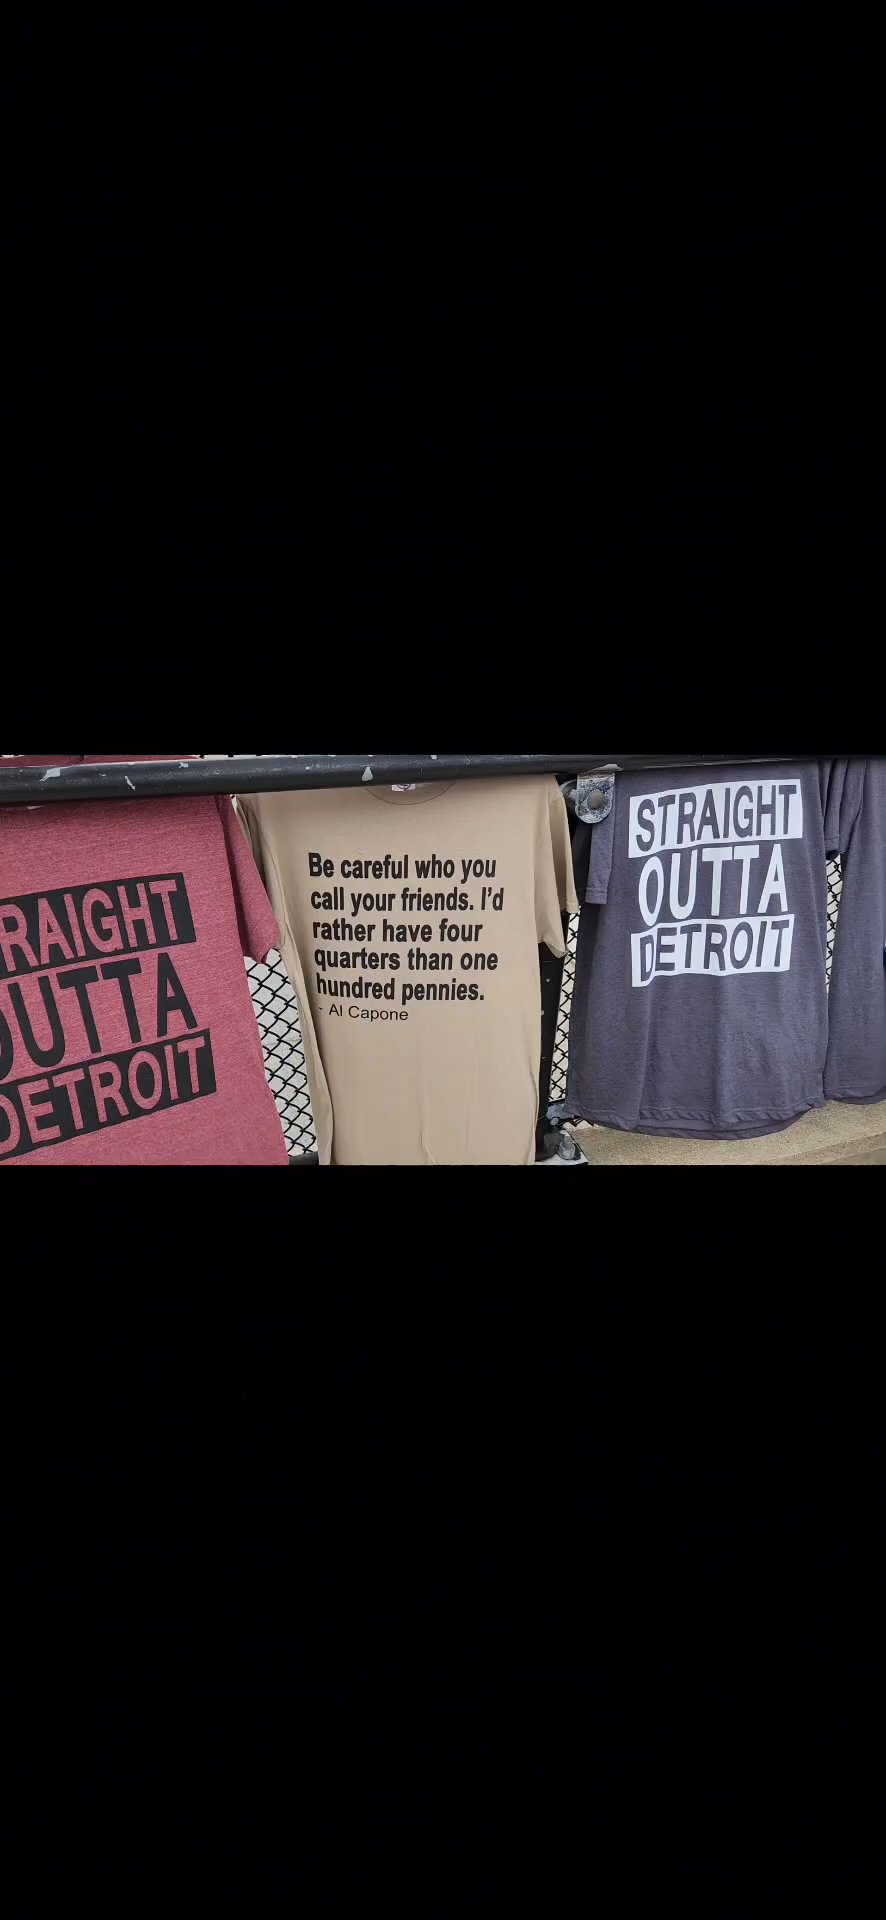 RAIGHT
OUTTA
DETROIT
Be careful who you
call your friends. I'd
rather have four
quarters than one
hundred pennies.
- Al Capone
STRAIGHT
OUTTA
DETROIT